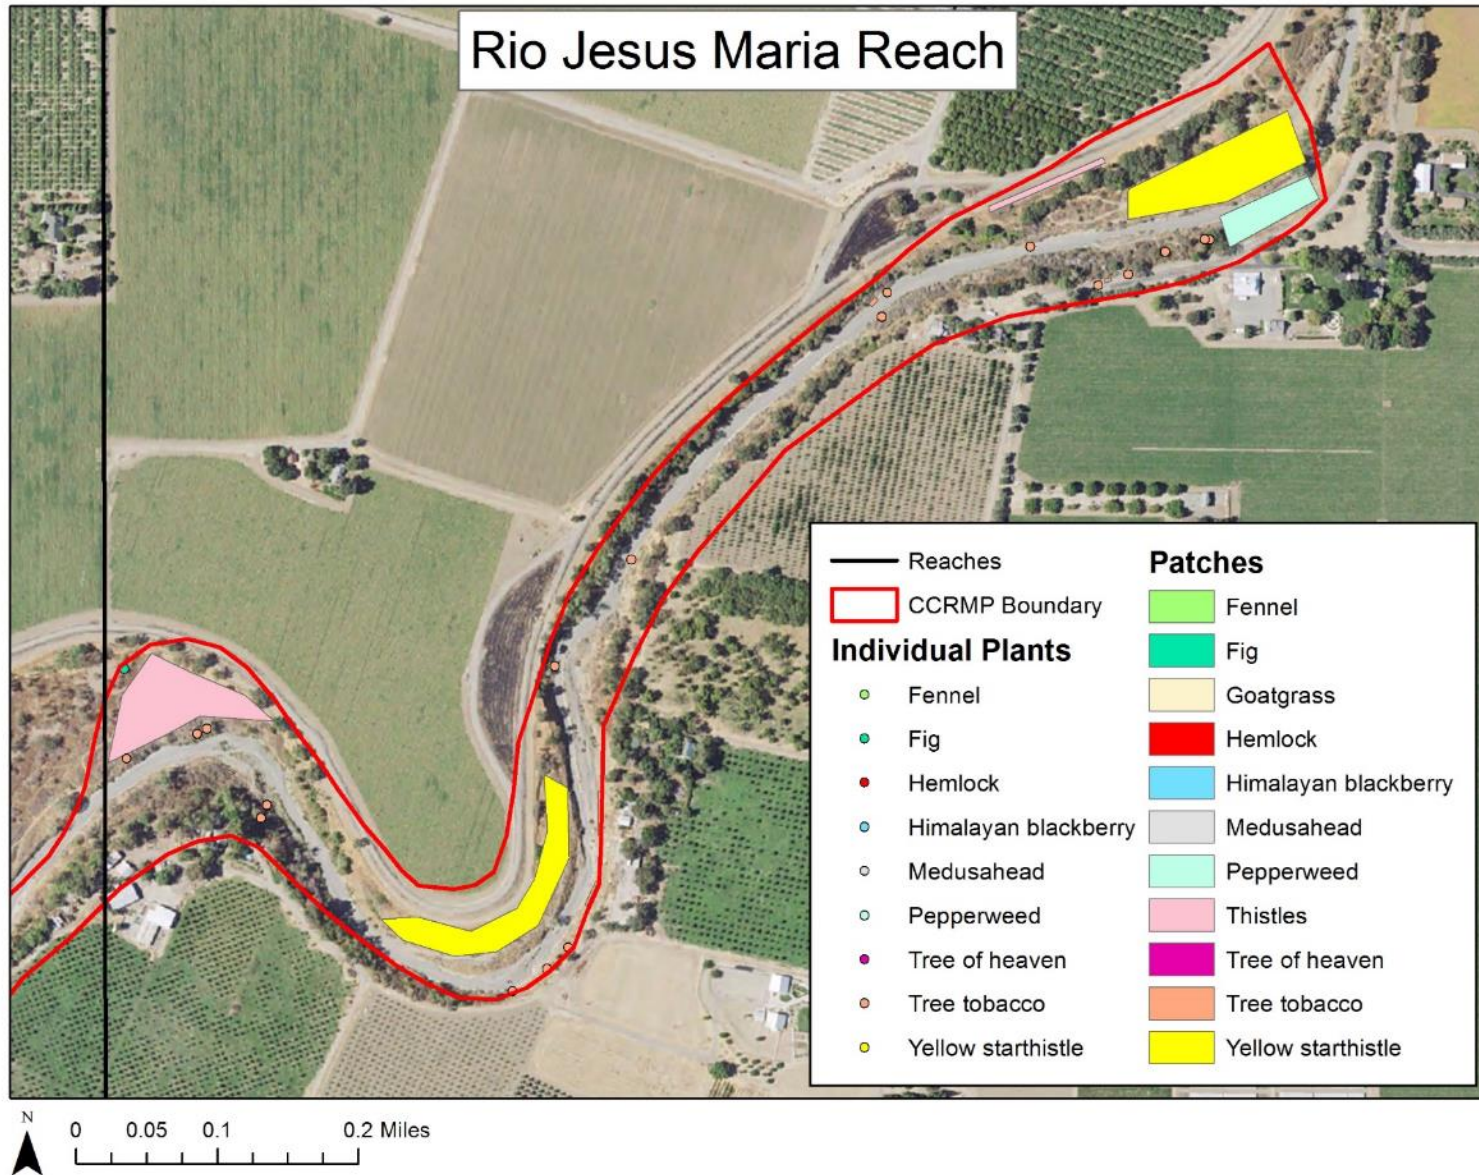 Rio Jesus Maria Reach
Reaches
CCRMP Boundary
Individual Plants
Fennel
Fig
Hemlock
Himalayan blackberry
Medusahead
Pepperweed
Tree of heaven
Tree tobacco
Yellow starthistle
Patches
Fennel
Fig
Goatgrass
Hemlock
Himalayan blackberry
Medusahead
Pepperweed
Thistles
Tree of heaven
Tree tobacco
Yellow starthistle
N
0 0.05 0.1 0.2 Miles